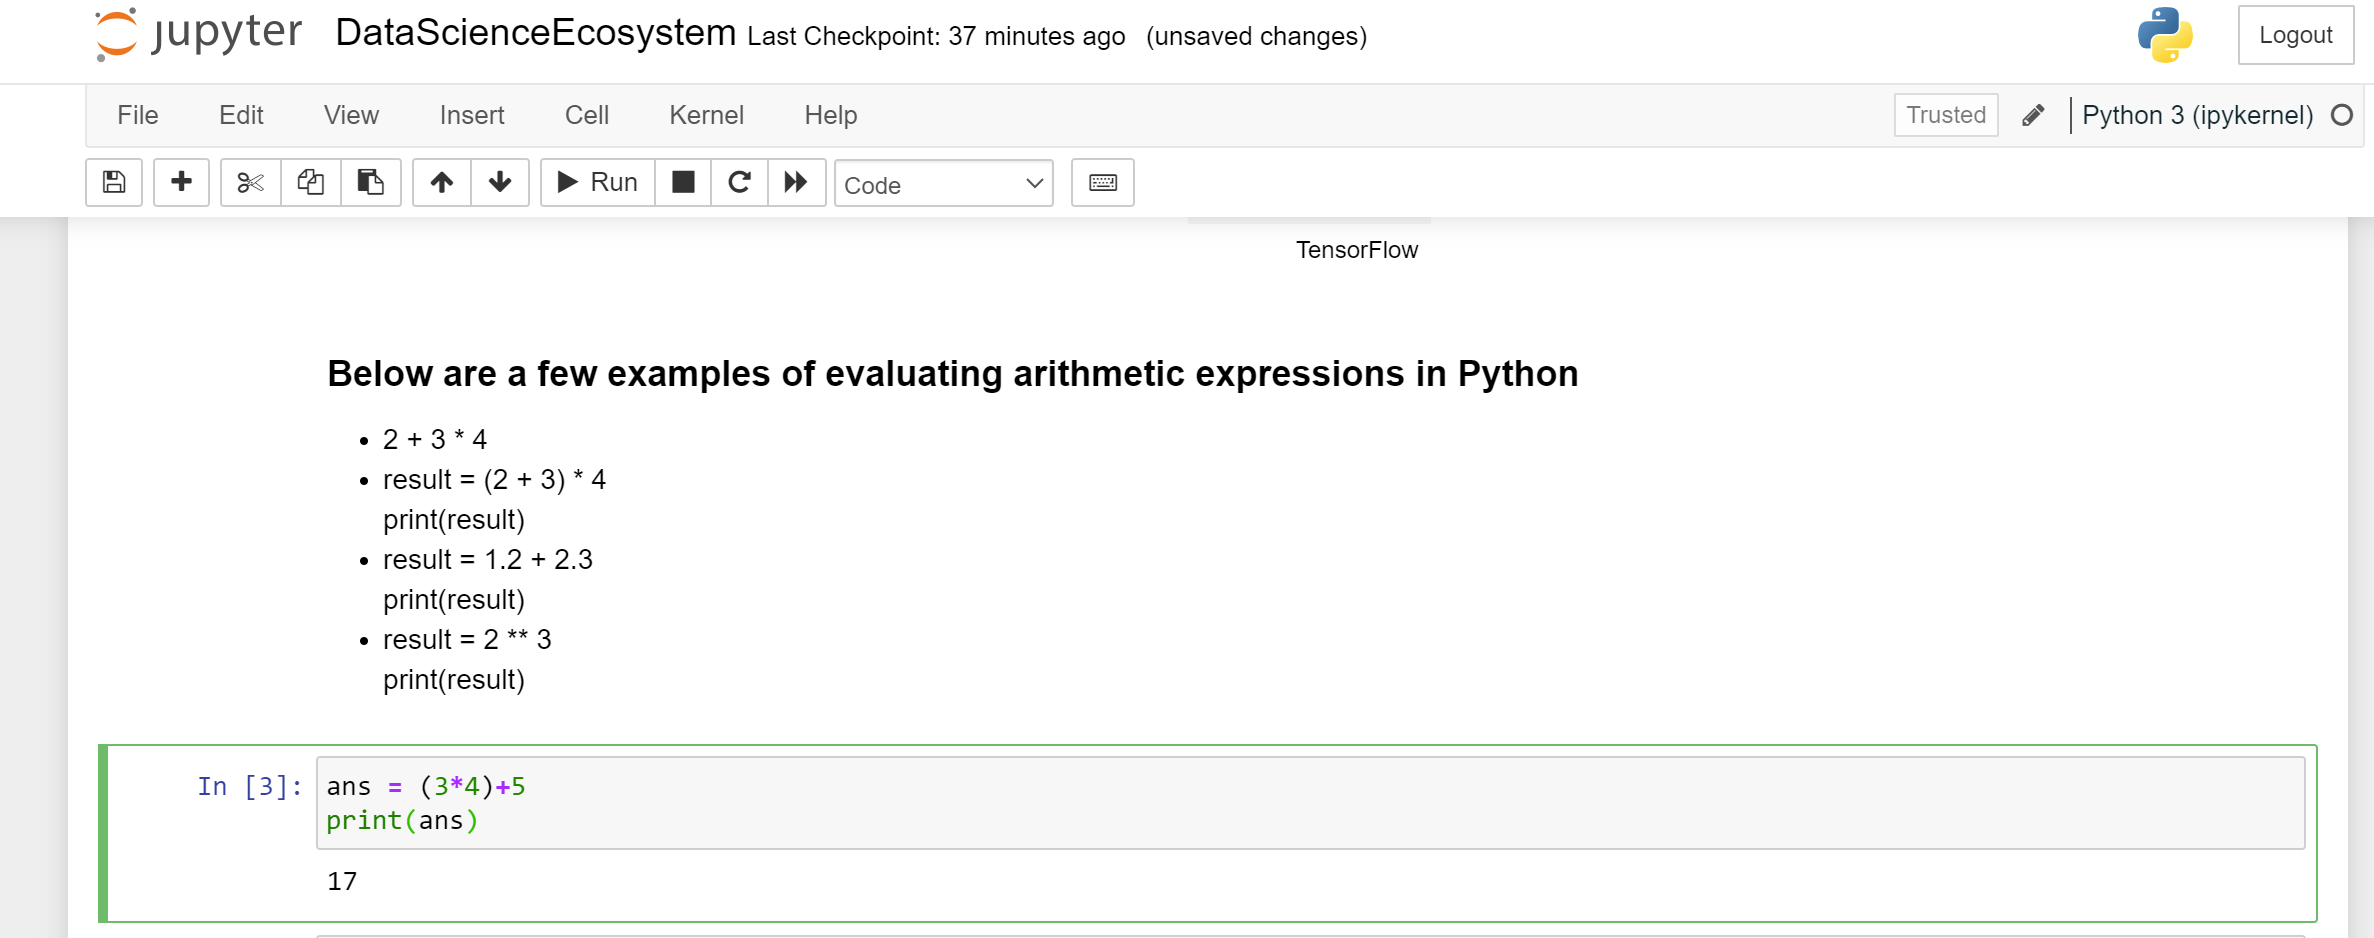 jupyter DataScienceEcosystem Last Checkpoint: 37 minutes ago (unsaved changes) Logout
File Edit View Insert Cell Kernel Help Trusted Python 3 (ipykernel)
Run Code
TensorFlow
Below are a few examples of evaluating arithmetic expressions in Python
• 2 + 3 * 4
• result = (2 + 3) * 4
print(result)
• result = 1.2 + 2.3
print(result)
• result = 2 ** 3
print(result)
In [3]: ans = (3*4)+5
print(ans)
17